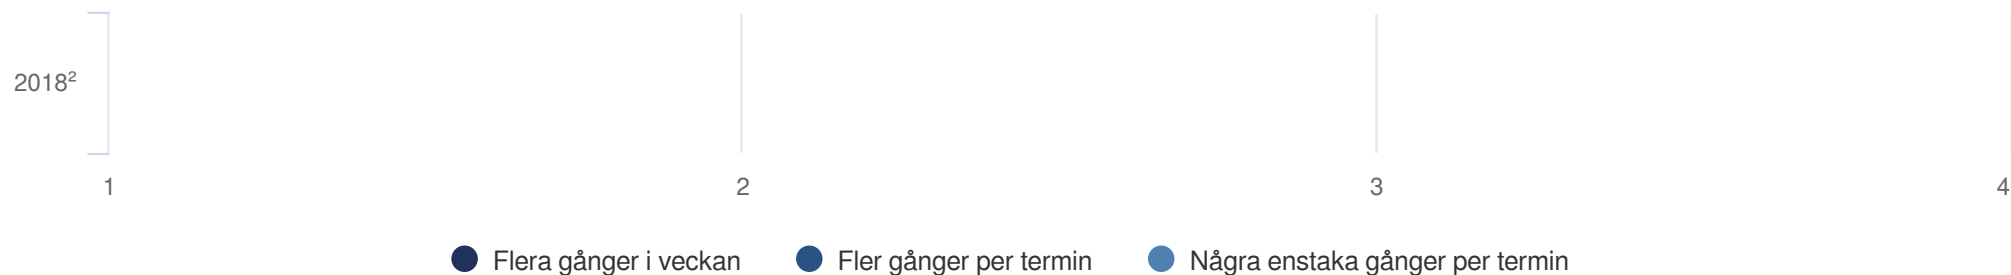 2018²
1 2 3 4
Flera gånger i veckan Fler gånger per termin Några enstaka gånger per termin